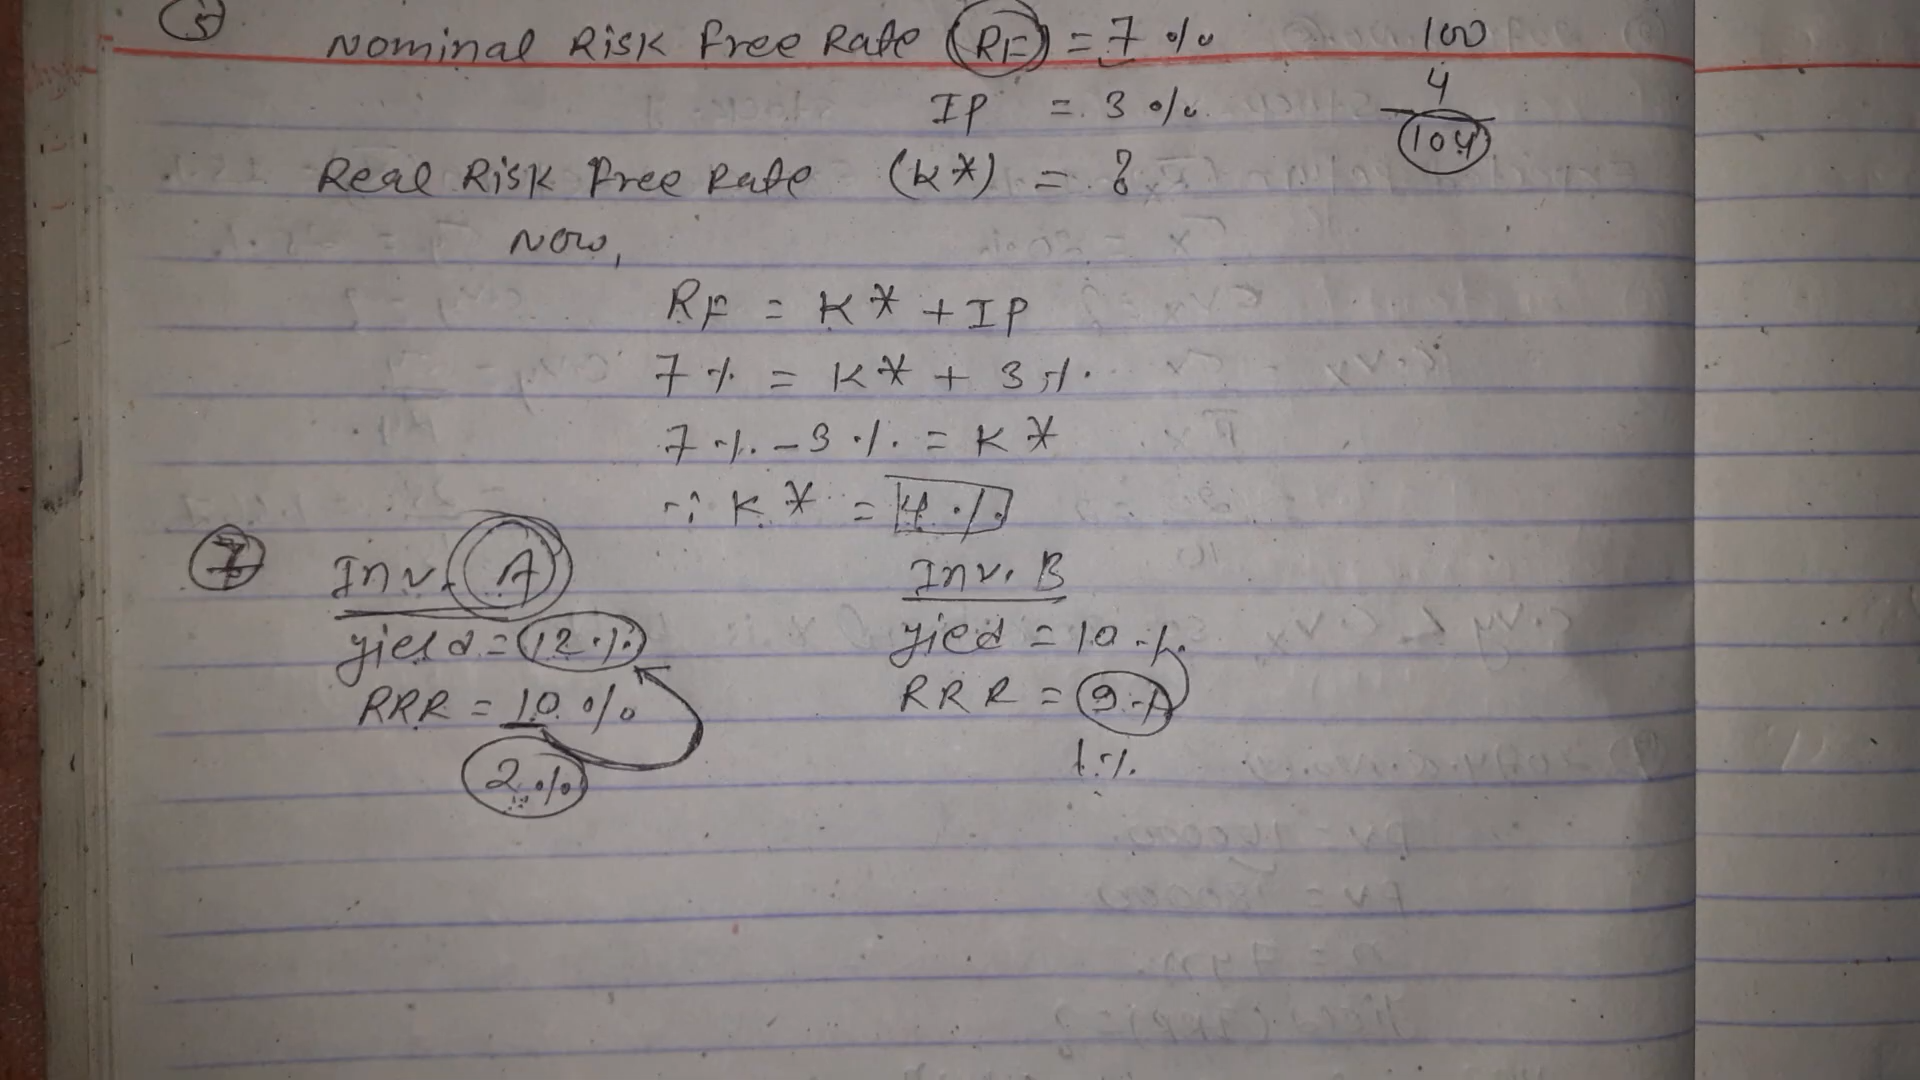 5
Nominal Risk free Rate (RF) = 7 %
100
IP = 3 %
4
104
Real Risk free Rate (K*) = ?
Now,
RF = K* + IP
7 % = K* + 3 %
7 % - 3 % = K*
∴ K* = 4 %
7
Inv. A
Inv. B
yield = 12 %
yied = 10 %
RRR = 10 %
RRR = 9 %
2 %
1 %